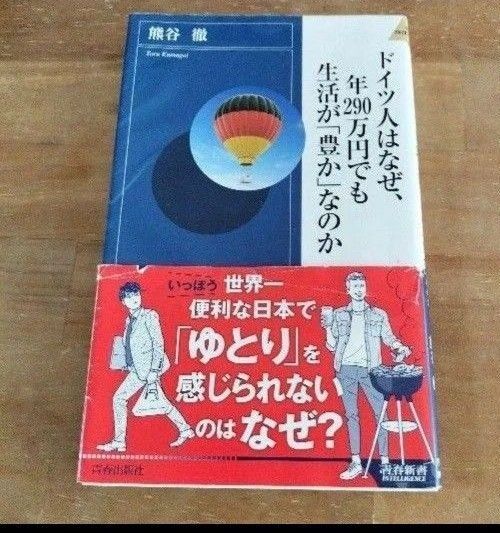 ドイツ人はなぜ、
年290万円でも
生活が「豊か」なのか
熊谷 徹
Toru Kumagai
いっぽう 世界一
便利な日本で
「ゆとり」を
感じられない
のはなぜ?
青春出版社
青春新書
INTELLIGENCE